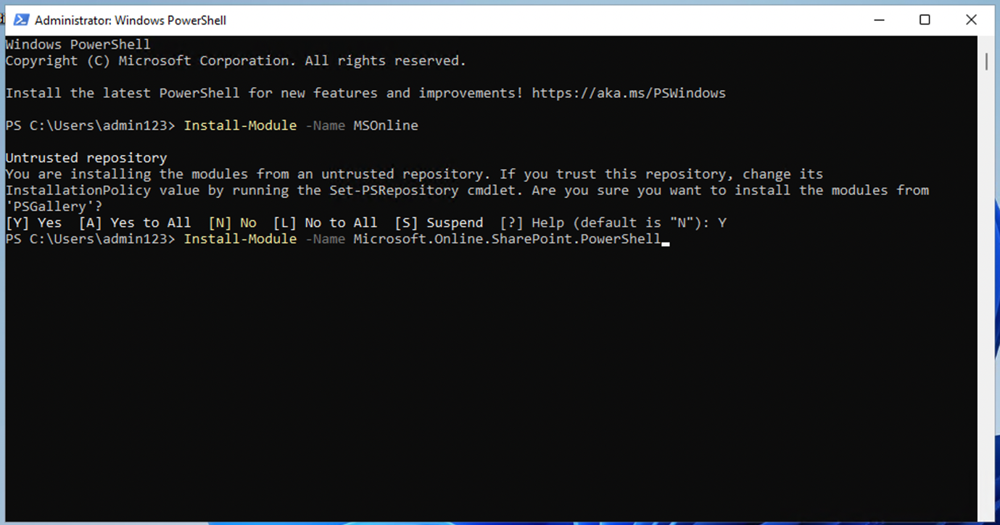 Administrator: Windows PowerShell
Windows PowerShell
Copyright (C) Microsoft Corporation. All rights reserved.
Install the latest PowerShell for new features and improvements! https://aka.ms/PSWindows
PS C:\Users\admin123> Install-Module -Name MSOnline
Untrusted repository
You are installing the modules from an untrusted repository. If you trust this repository, change its
InstallationPolicy value by running the Set-PSRepository cmdlet. Are you sure you want to install the modules from
'PSGallery'?
[Y] Yes  [A] Yes to All  [N] No  [L] No to All  [S] Suspend  [?] Help (default is "N"): Y
PS C:\Users\admin123> Install-Module -Name Microsoft.Online.SharePoint.PowerShell